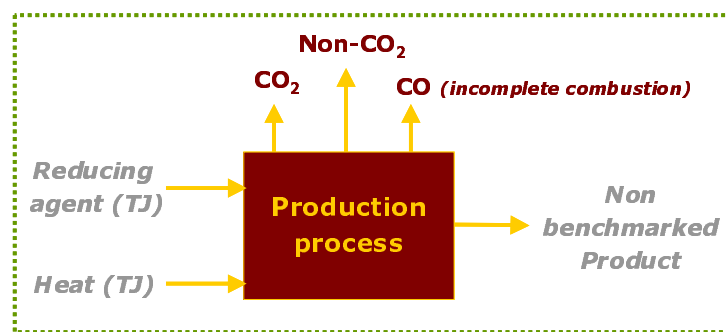 Non-CO₂
CO₂
CO (incomplete combustion)
Reducing
agent (TJ)
Production
process
Non
benchmarked
Product
Heat (TJ)